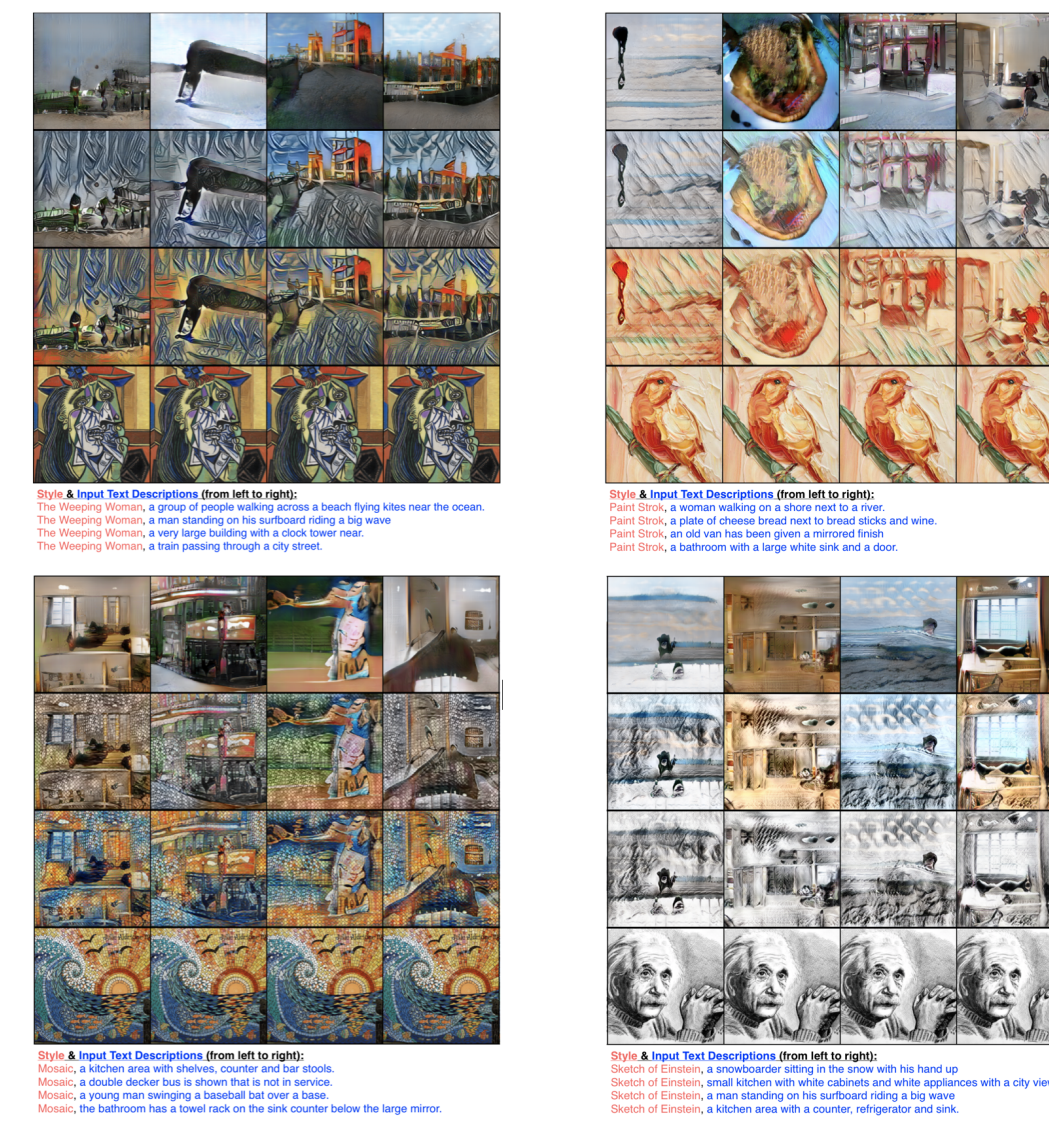 Style & Input Text Descriptions (from left to right):
The Weeping Woman, a group of people walking across a beach flying kites near the ocean.
The Weeping Woman, a man standing on his surfboard riding a big wave
The Weeping Woman, a very large building with a clock tower near.
The Weeping Woman, a train passing through a city street.
Style & Input Text Descriptions (from left to right):
Paint Strok, a woman walking on a shore next to a river.
Paint Strok, a plate of cheese bread next to bread sticks and wine.
Paint Strok, an old van has been given a mirrored finish
Paint Strok, a bathroom with a large white sink and a door.
Style & Input Text Descriptions (from left to right):
Mosaic, a kitchen area with shelves, counter and bar stools.
Mosaic, a double decker bus is shown that is not in service.
Mosaic, a young man swinging a baseball bat over a base.
Mosaic, the bathroom has a towel rack on the sink counter below the large mirror.
Style & Input Text Descriptions (from left to right):
Sketch of Einstein, a snowboarder sitting in the snow with his hand up
Sketch of Einstein, small kitchen with white cabinets and white appliances with a city
Sketch of Einstein, a man standing on his surfboard riding a big wave
Sketch of Einstein, a kitchen area with a counter, refrigerator and sink.